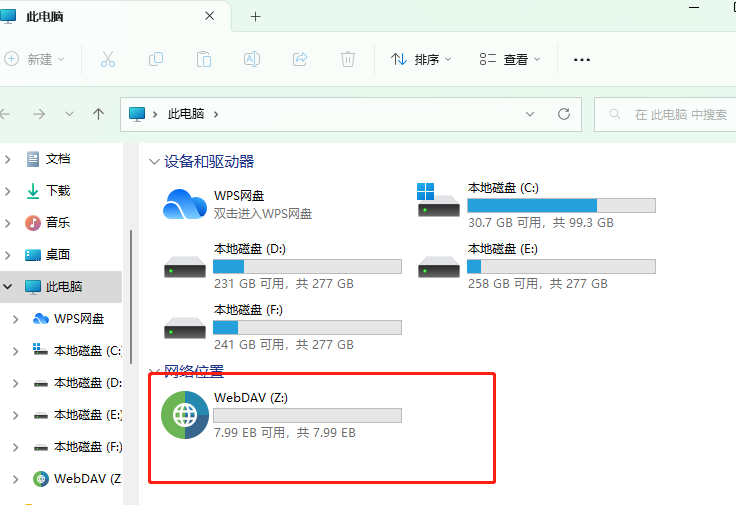 此电脑
新建
排序
查看
此电脑
在 此电脑 中搜索
文档
下载
音乐
桌面
此电脑
WPS网盘
本地磁盘 (C:
本地磁盘 (D:
本地磁盘 (E:)
本地磁盘 (F:)
WebDAV (Z
设备和驱动器
WPS网盘
双击进入WPS网盘
本地磁盘 (C:)
30.7 GB 可用，共 99.3 GB
本地磁盘 (D:)
231 GB 可用，共 277 GB
本地磁盘 (E:)
258 GB 可用，共 277 GB
本地磁盘 (F:)
241 GB 可用，共 277 GB
网络位置
WebDAV (Z:)
7.99 EB 可用，共 7.99 EB